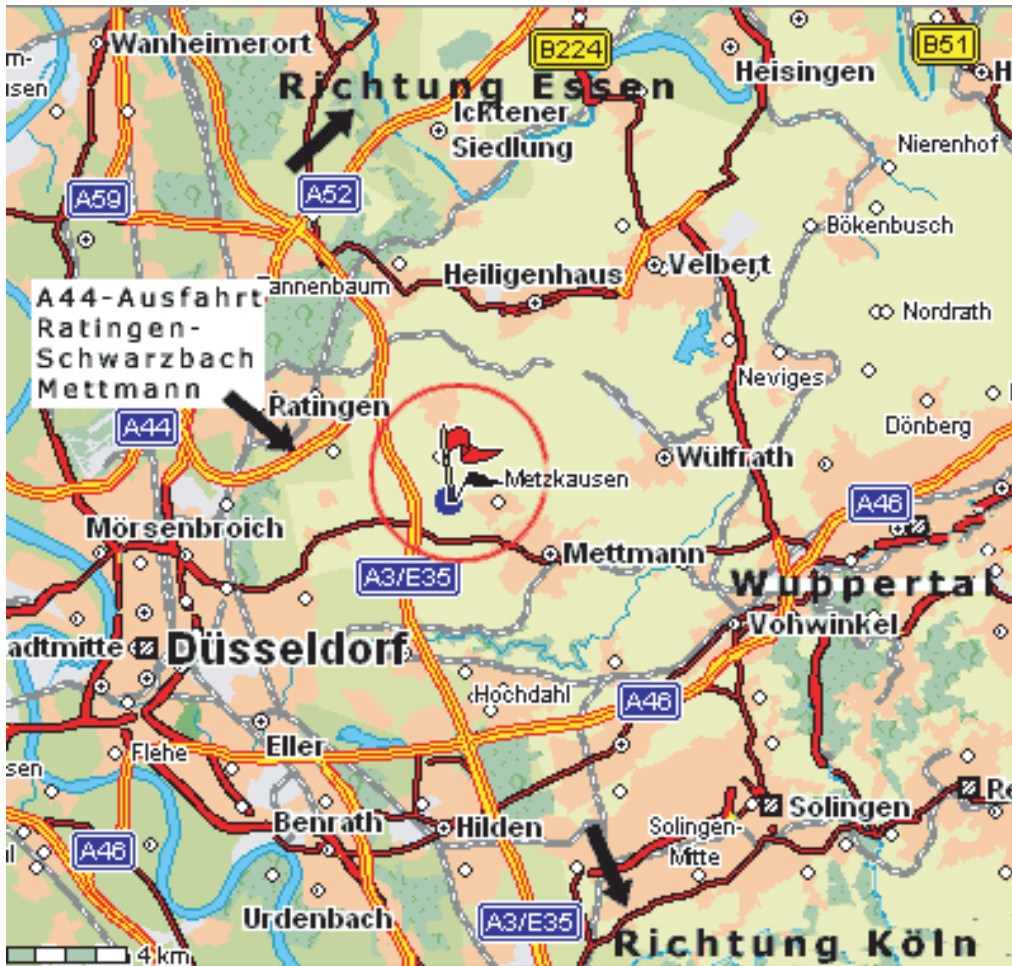 Wanheimerort
B224
B51
Heisingen
Richtung Essen
Icktener
Siedlung
Nierenhof
A59
A52
Bökenbusch
Heiligenhaus
Velbert
A44-Ausfahrt
Ratingen-
Schwarzbach
Mettmann
Nordrath
Neviges
Ratingen
A44
Dönberg
Wülfrath
Metzkausen
A46
Mörsenbroich
Mettmann
A3/E35
Wuppertal
Vohwinkel
Düsseldorf
Hochdahl
A46
Flehe
Eller
Solingen
Benrath
Hilden
Solingen-
Mitte
A46
Urdenbach
A3/E35
Richtung Köln
4 km